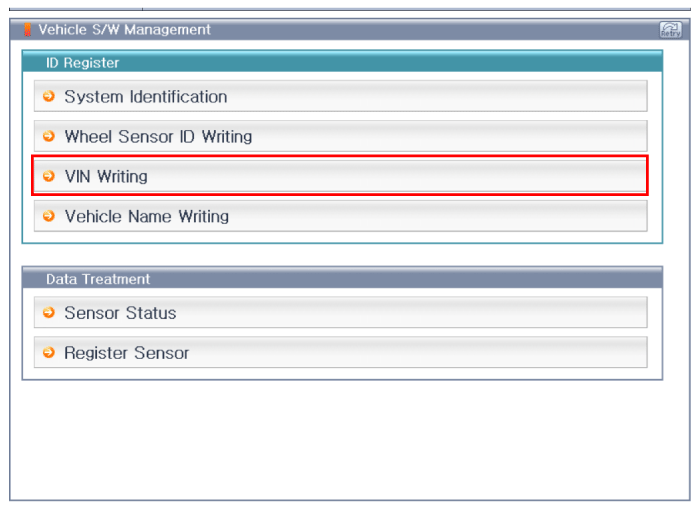 Vehicle S/W Management
Retry
ID Register
System Identification
Wheel Sensor ID Writing
VIN Writing
Vehicle Name Writing
Data Treatment
Sensor Status
Register Sensor